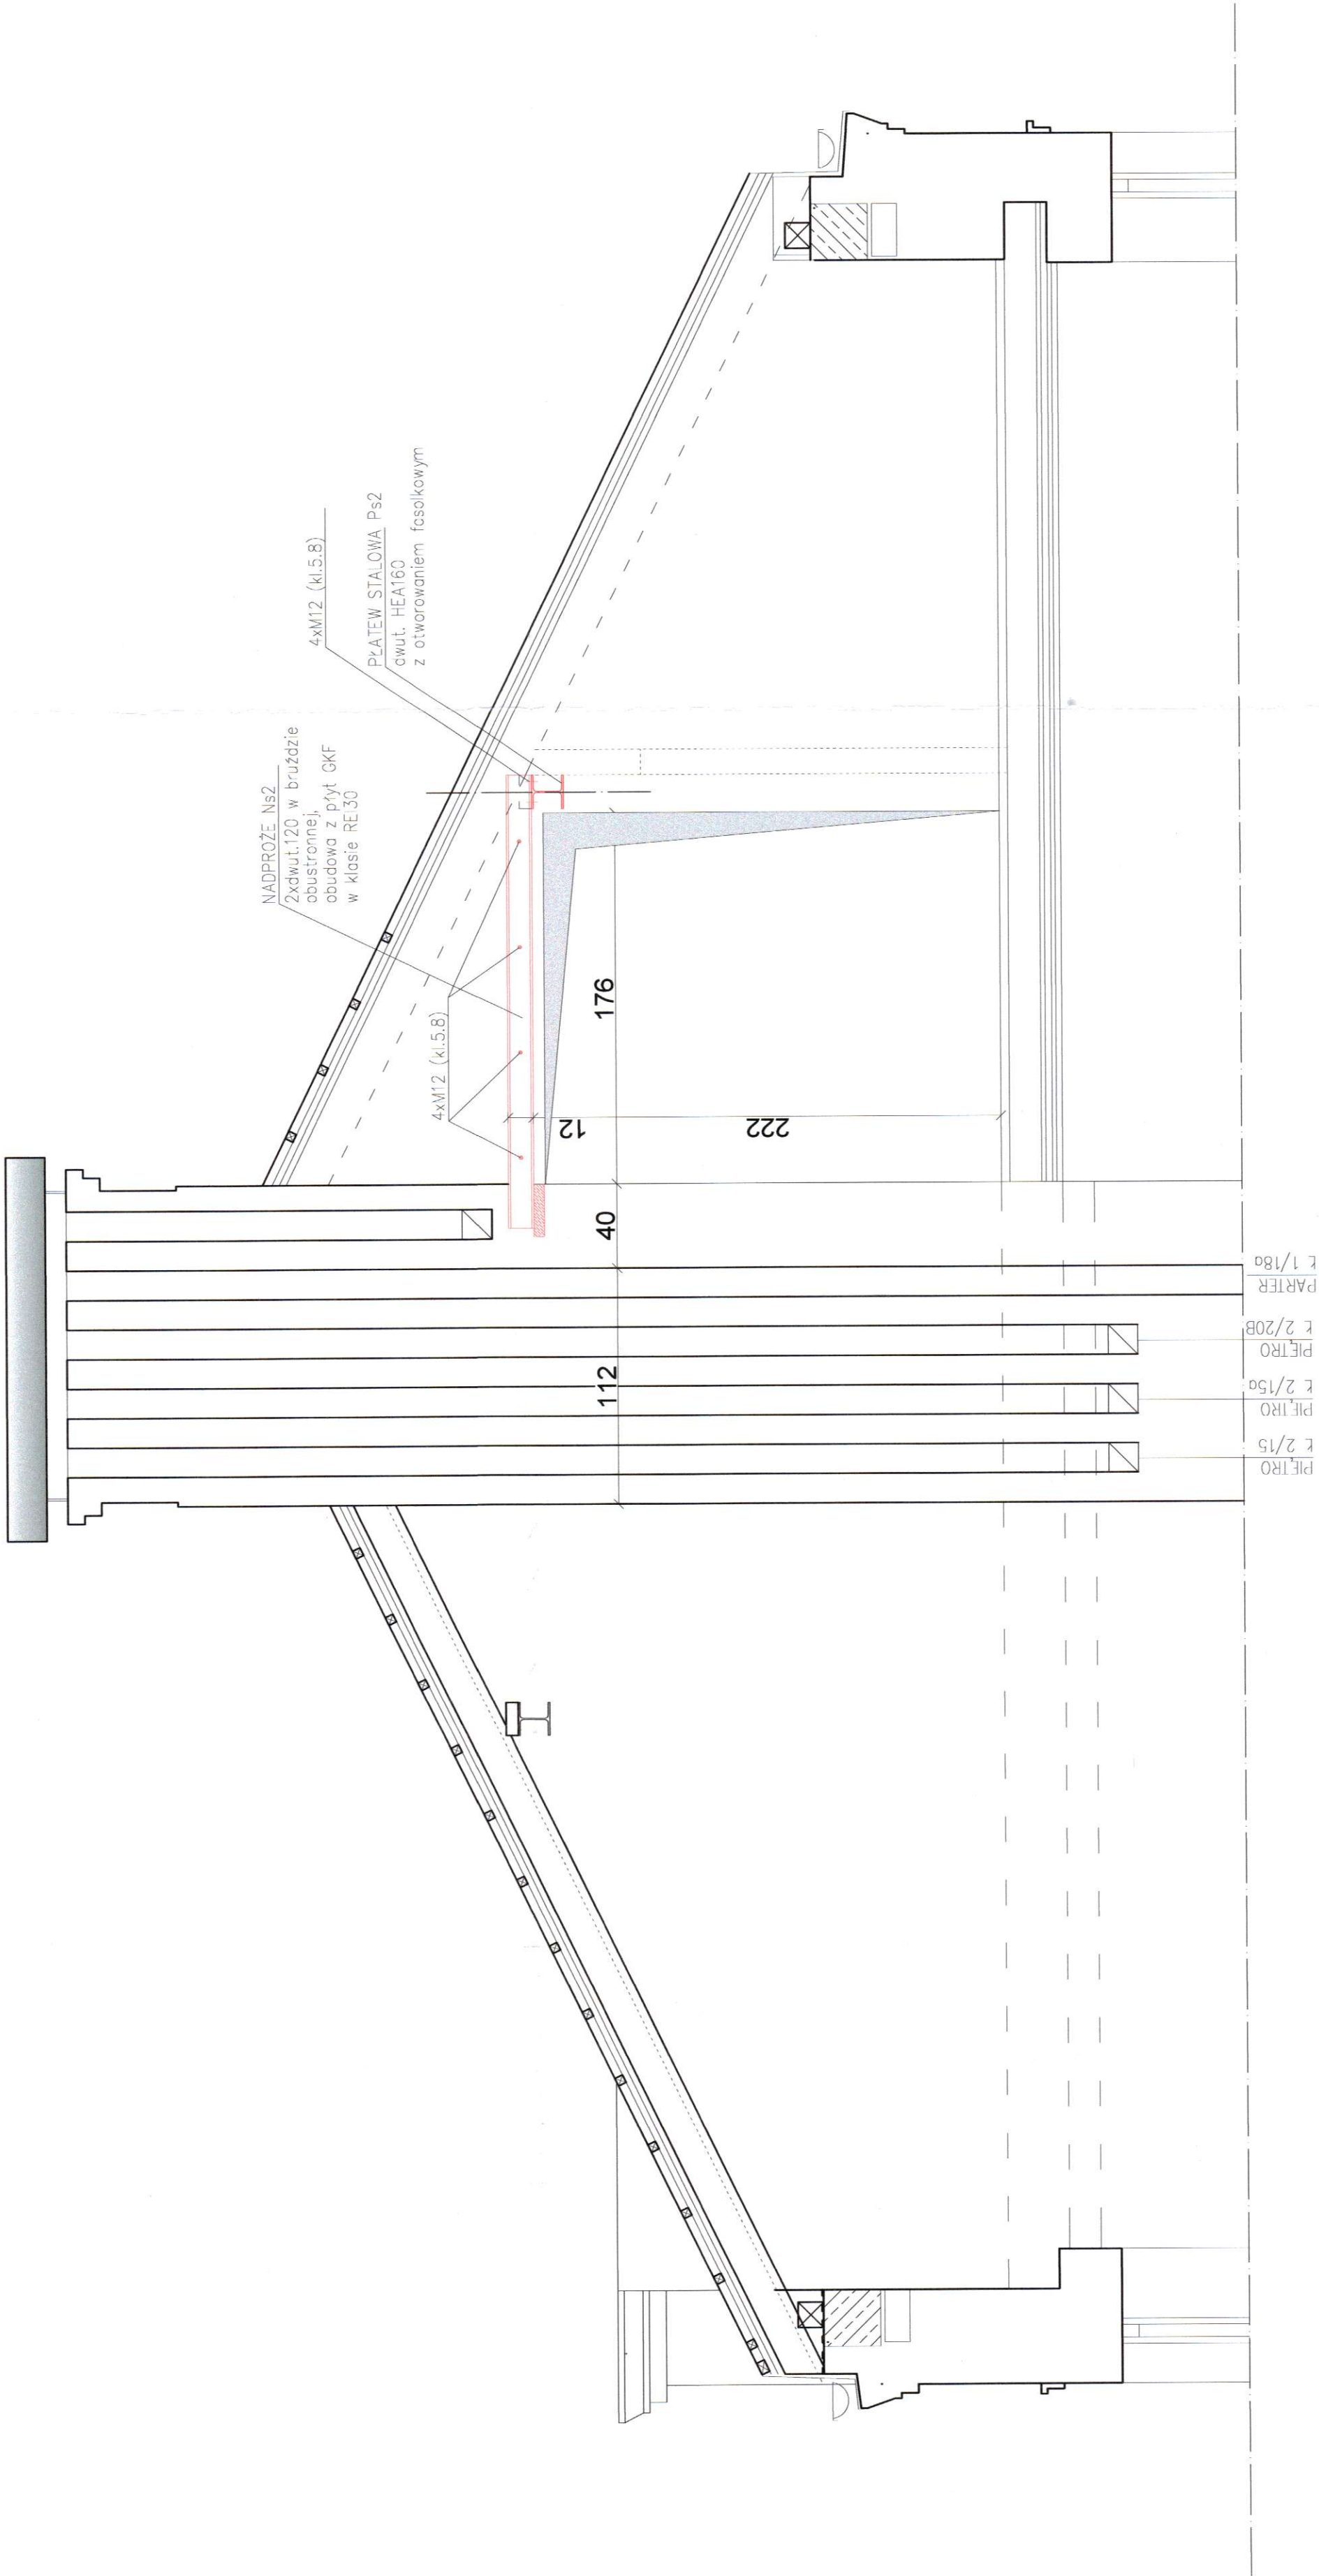 4xM12 (kl.5.8)
PŁATEW STALOWA Ps2
dwut. HEA160
z otworowaniem fasolkowym
NADPROŻE Ns2
2xdwut.120 w bruździe
obustronnej,
obudowa z płyt GKF
w klasie REI30
4xM12 (kl.5.8)
176
12
222
40
112
PARTER
Ł 1/18a
PIĘTRO
Ł 2/20B
PIĘTRO
Ł 2/15a
PIĘTRO
Ł 2/15